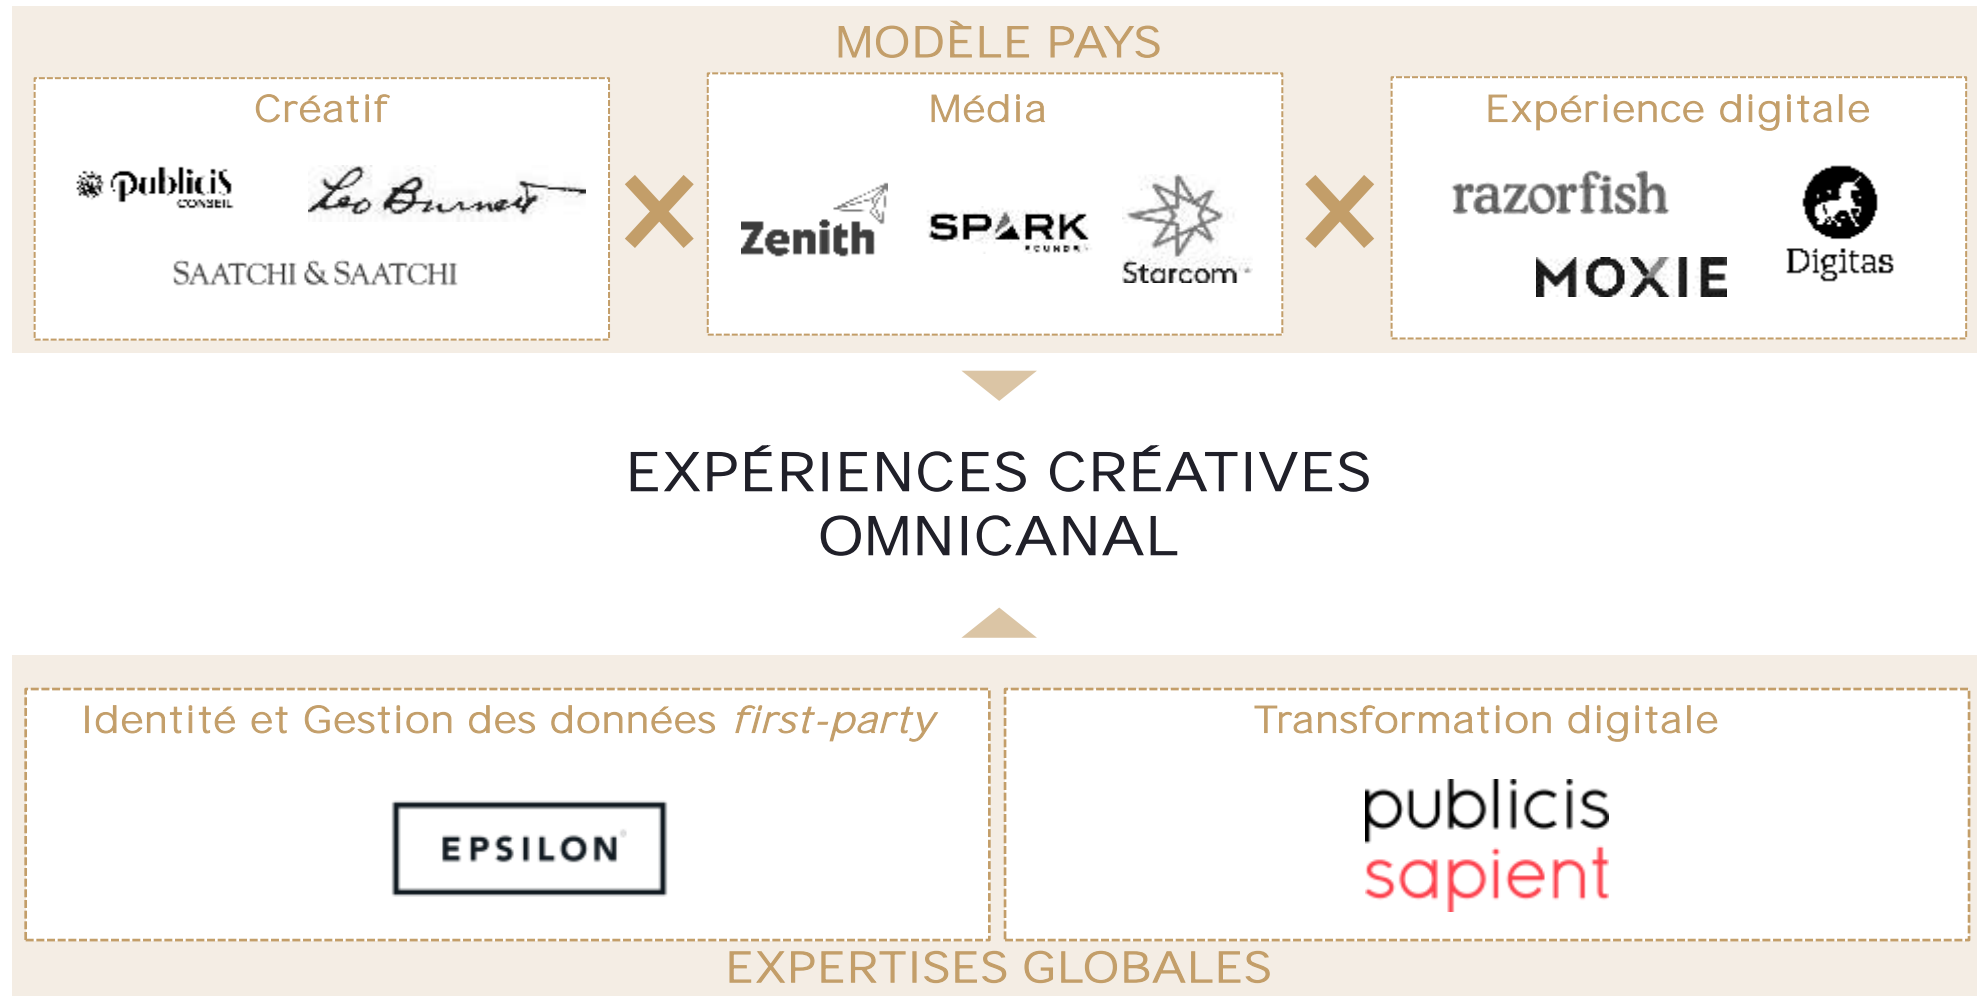 MODÈLE PAYS
Créatif
publicis
CONSEIL
Leo Burnett
SAATCHI & SAATCHI
Média
Zenith
SPARK
FOUNDRY
Starcom
Expérience digitale
razorfish
MOXIE
Digitas
EXPÉRIENCES CRÉATIVES
OMNICANAL
Identité et Gestion des données first-party
EPSILON
Transformation digitale
publicis
sapient
EXPERTISES GLOBALES